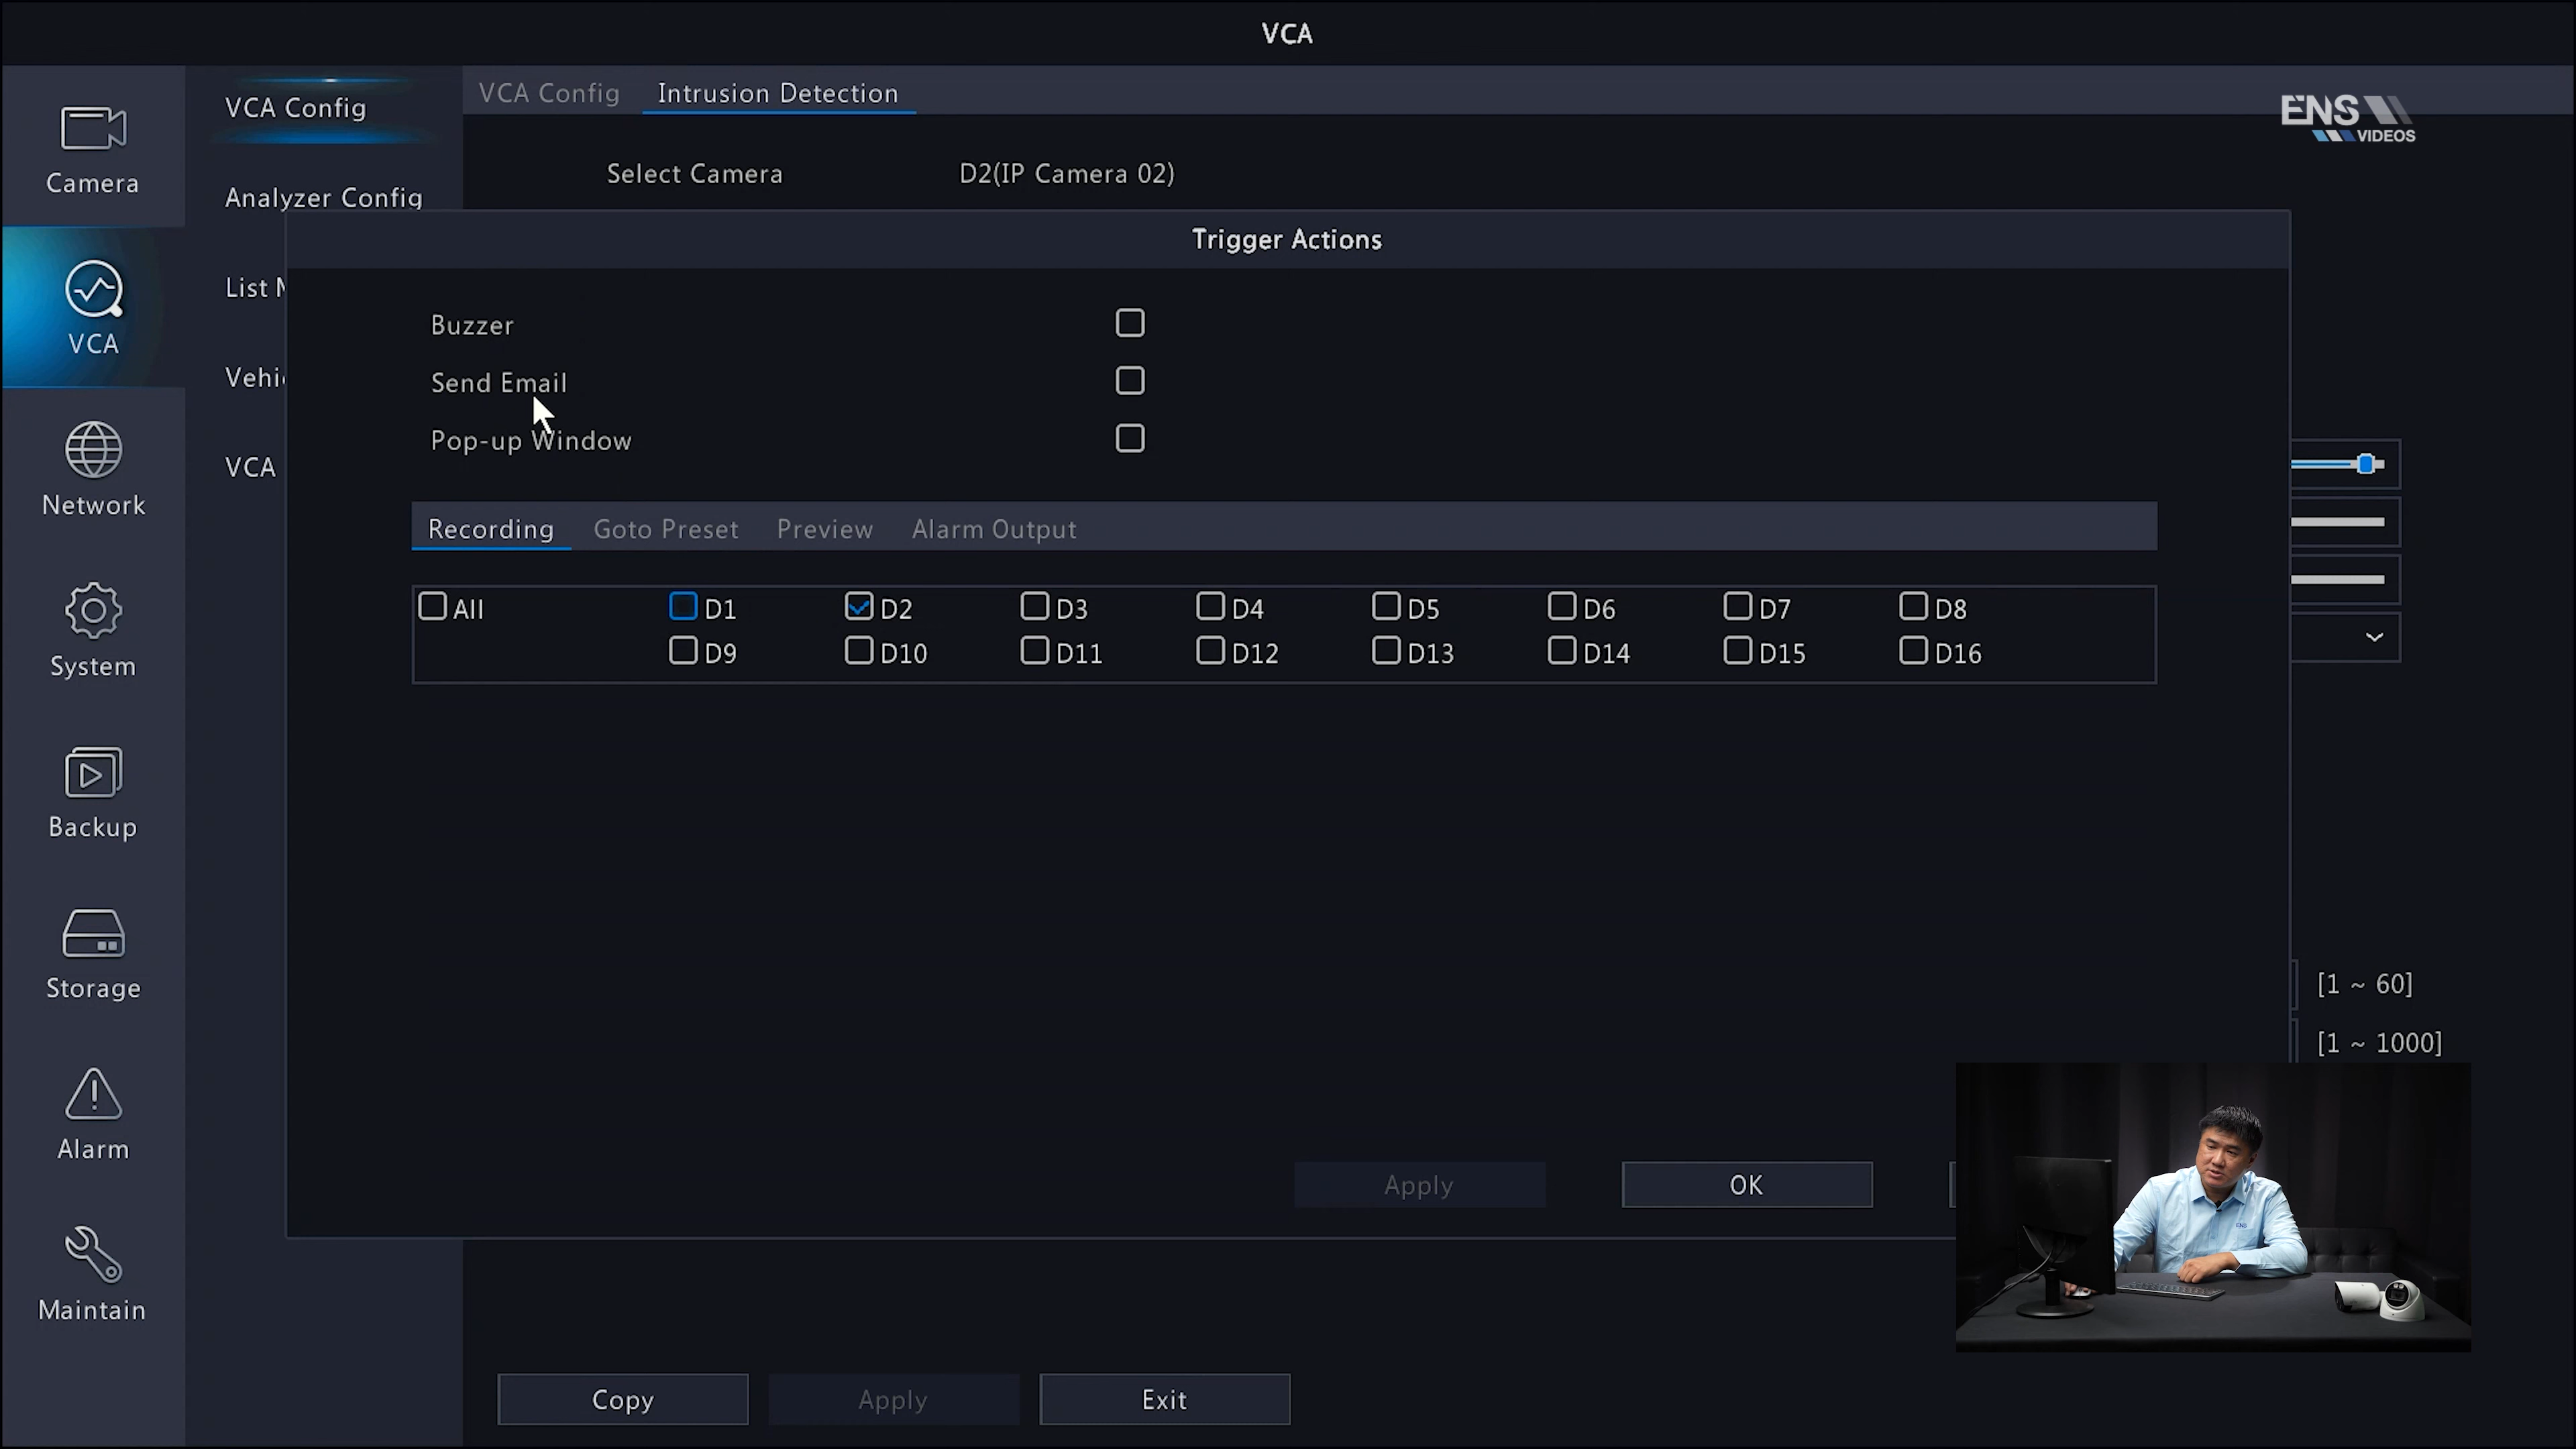 VCA
Camera
VCA
Network
System
Backup
Storage
Alarm
Maintain
VCA Config
Analyzer Config
List
Vehi
VCA
VCA Config Intrusion Detection
ENS
VIDEOS
Select Camera D2(IP Camera 02)
Trigger Actions
Buzzer
Send Email
Pop-up Window
Recording Goto Preset Preview Alarm Output
All D1 D2 D3 D4 D5 D6 D7 D8
D9 D10 D11 D12 D13 D14 D15 D16
[1 ~ 60]
[1 ~ 1000]
Apply OK
ENS
Copy Apply Exit